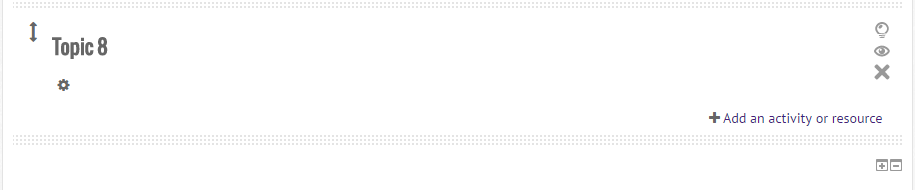 Topic 8
Add an activity or resource